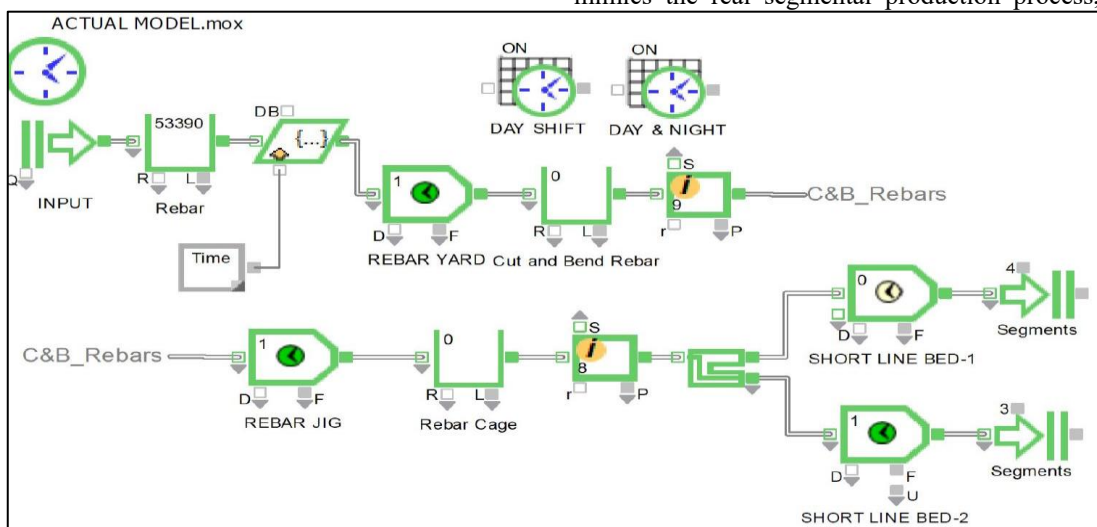 mimics the real segmental production process,
ACTUAL MODEL.mox
ON ON
53390
DB
{...}
DAY SHIFT DAY & NIGHT
S
Q
INPUT
R L
Rebar
1
0
i
9
C&B_Rebars
D F
R L
r P
REBAR YARD Cut and Bend Rebar
Time
0
4
Segments
D F
SHORT LINE BED-1
C&B_Rebars
1
0
S
i
8
D F
R L
r P
REBAR JIG
Rebar Cage
1
3
Segments
D F
U
SHORT LINE BED-2